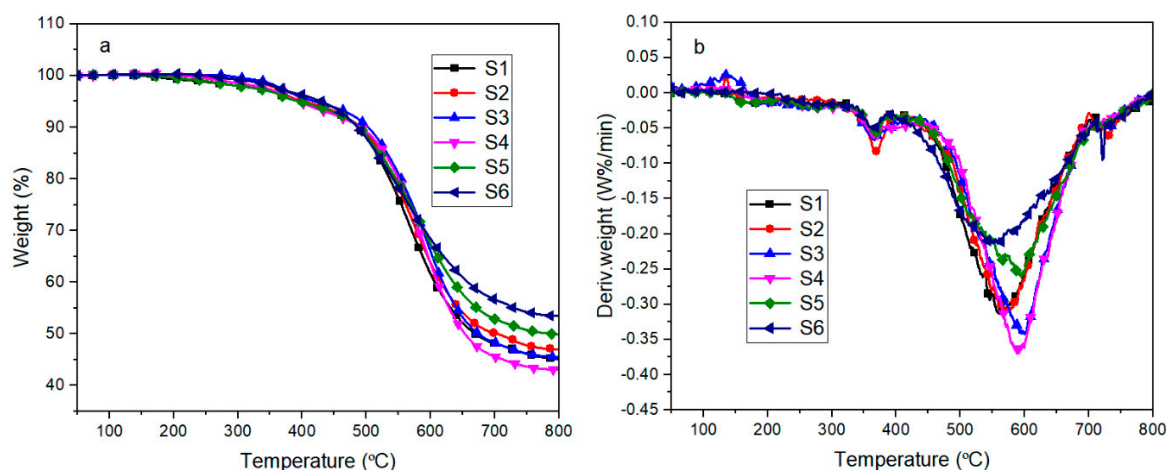 a
110
100
90
80
70
60
50
40
Weight (%)
S1
S2
S3
S4
S5
S6
100 200 300 400 500 600 700 800
Temperature (ºC)
b
0.10
0.05
0.00
-0.05
-0.10
-0.15
-0.20
-0.25
-0.30
-0.35
-0.40
-0.45
Deriv.weight (W%/min)
S1
S2
S3
S4
S5
S6
100 200 300 400 500 600 700 800
Temperature (ºC)